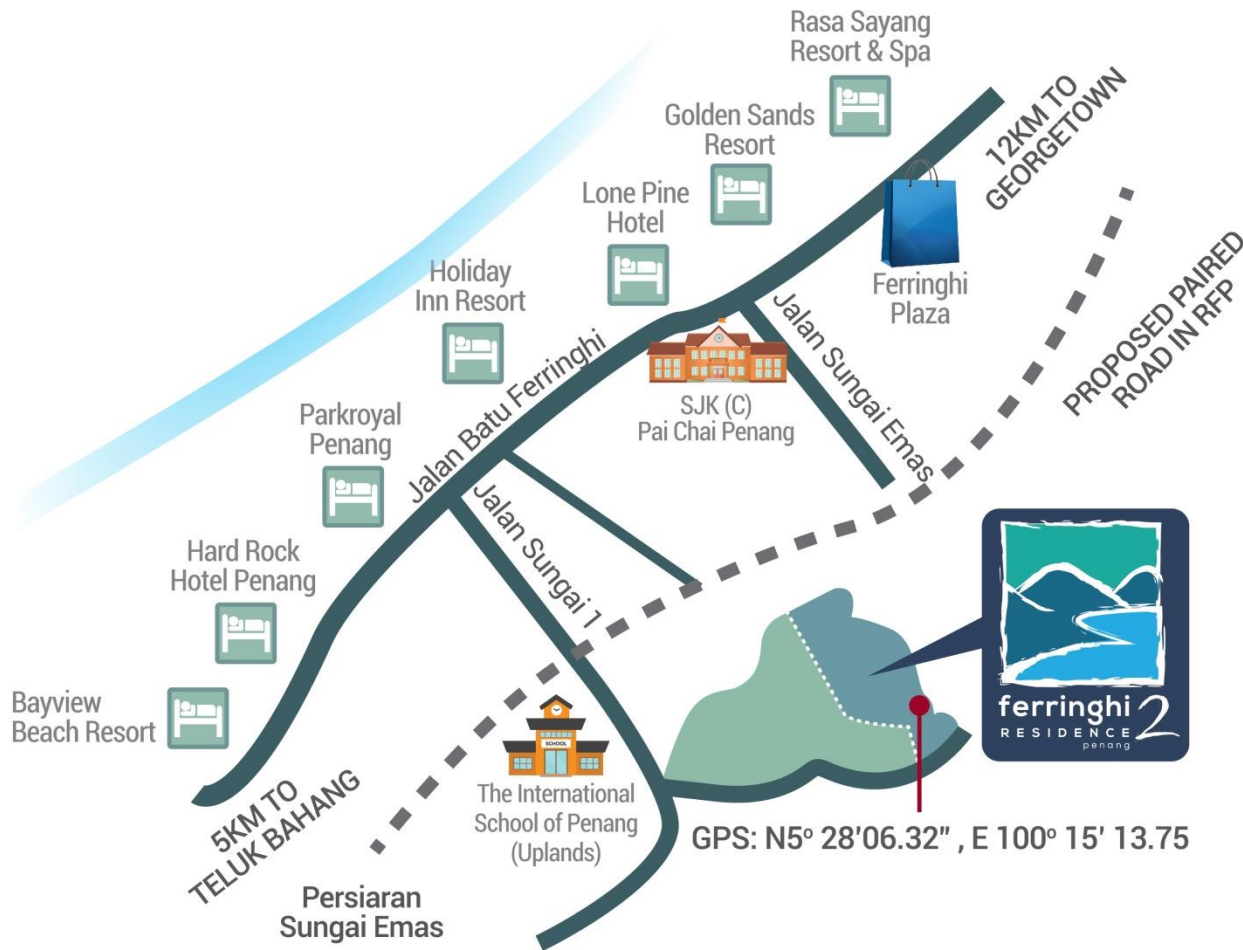 Rasa Sayang
Resort & Spa
12KM TO
GEORGETOWN
Golden Sands
Resort
Lone Pine
Hotel
Holiday
Inn Resort
Ferringhi
Plaza
PROPOSED PAIRED
ROAD IN RFP
Jalan Sungai Emas
Jalan Batu Ferringhi
SJK (C)
Pai Chai Penang
Parkroyal
Penang
Jalan Sungai 1
Hard Rock
Hotel Penang
Bayview
Beach Resort
ferringhi 2
RESIDENCE
penang
SCHOOL
The International
School of Penang
(Uplands)
5KM TO
TELUK BAHANG
GPS: N5º 28'06.32" , E 100º 15' 13.75
Persiaran
Sungai Emas